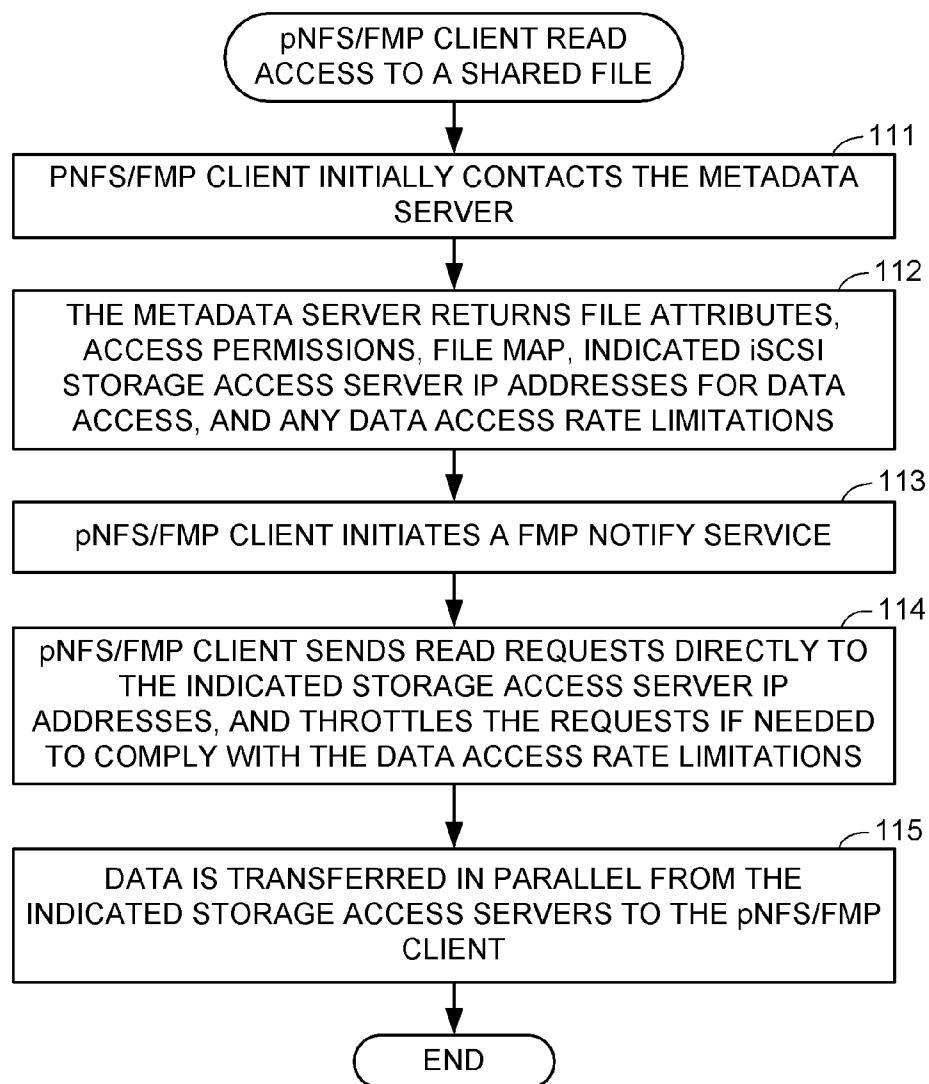 pNFS/FMP CLIENT READ
ACCESS TO A SHARED FILE
111
PNFS/FMP CLIENT INITIALLY CONTACTS THE METADATA
SERVER
112
THE METADATA SERVER RETURNS FILE ATTRIBUTES,
ACCESS PERMISSIONS, FILE MAP, INDICATED iSCSI
STORAGE ACCESS SERVER IP ADDRESSES FOR DATA
ACCESS, AND ANY DATA ACCESS RATE LIMITATIONS
113
pNFS/FMP CLIENT INITIATES A FMP NOTIFY SERVICE
114
pNFS/FMP CLIENT SENDS READ REQUESTS DIRECTLY TO
THE INDICATED STORAGE ACCESS SERVER IP
ADDRESSES, AND THROTTLES THE REQUESTS IF NEEDED
TO COMPLY WITH THE DATA ACCESS RATE LIMITATIONS
115
DATA IS TRANSFERRED IN PARALLEL FROM THE
INDICATED STORAGE ACCESS SERVERS TO THE pNFS/FMP
CLIENT
END